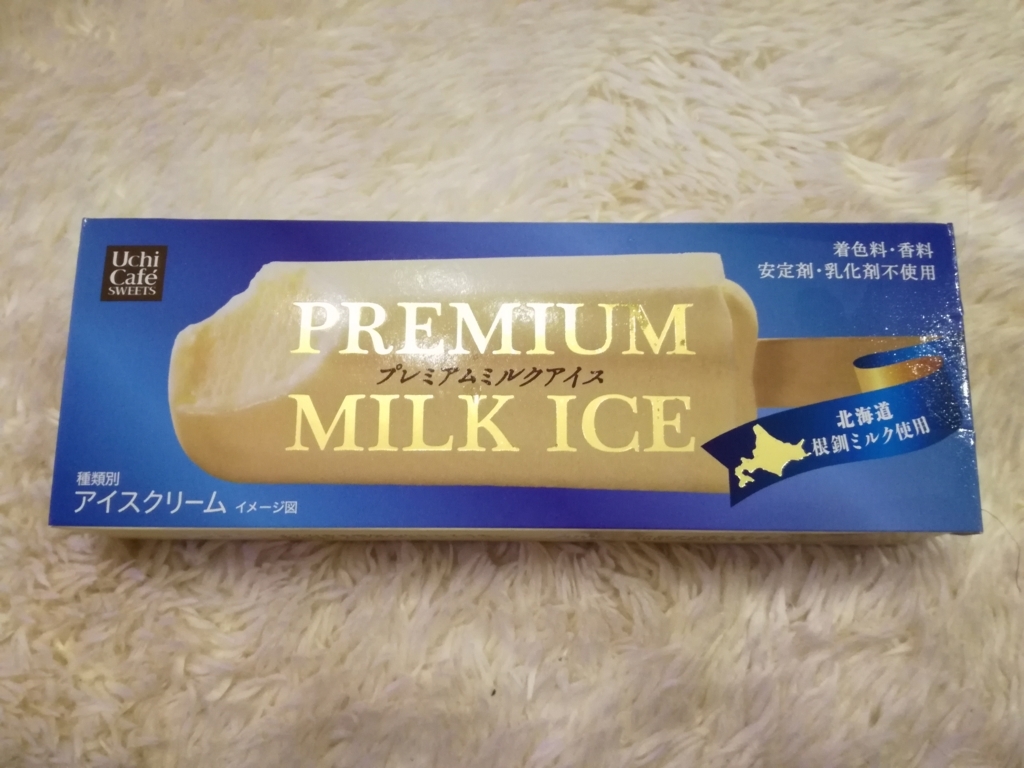 Uchi
Café
SWEETS
着色料・香料
安定剤・乳化剤不使用
PREMIUM
プレミアムミルクアイス
MILK ICE
北海道
根釧ミルク使用
種類別
アイスクリーム イメージ図